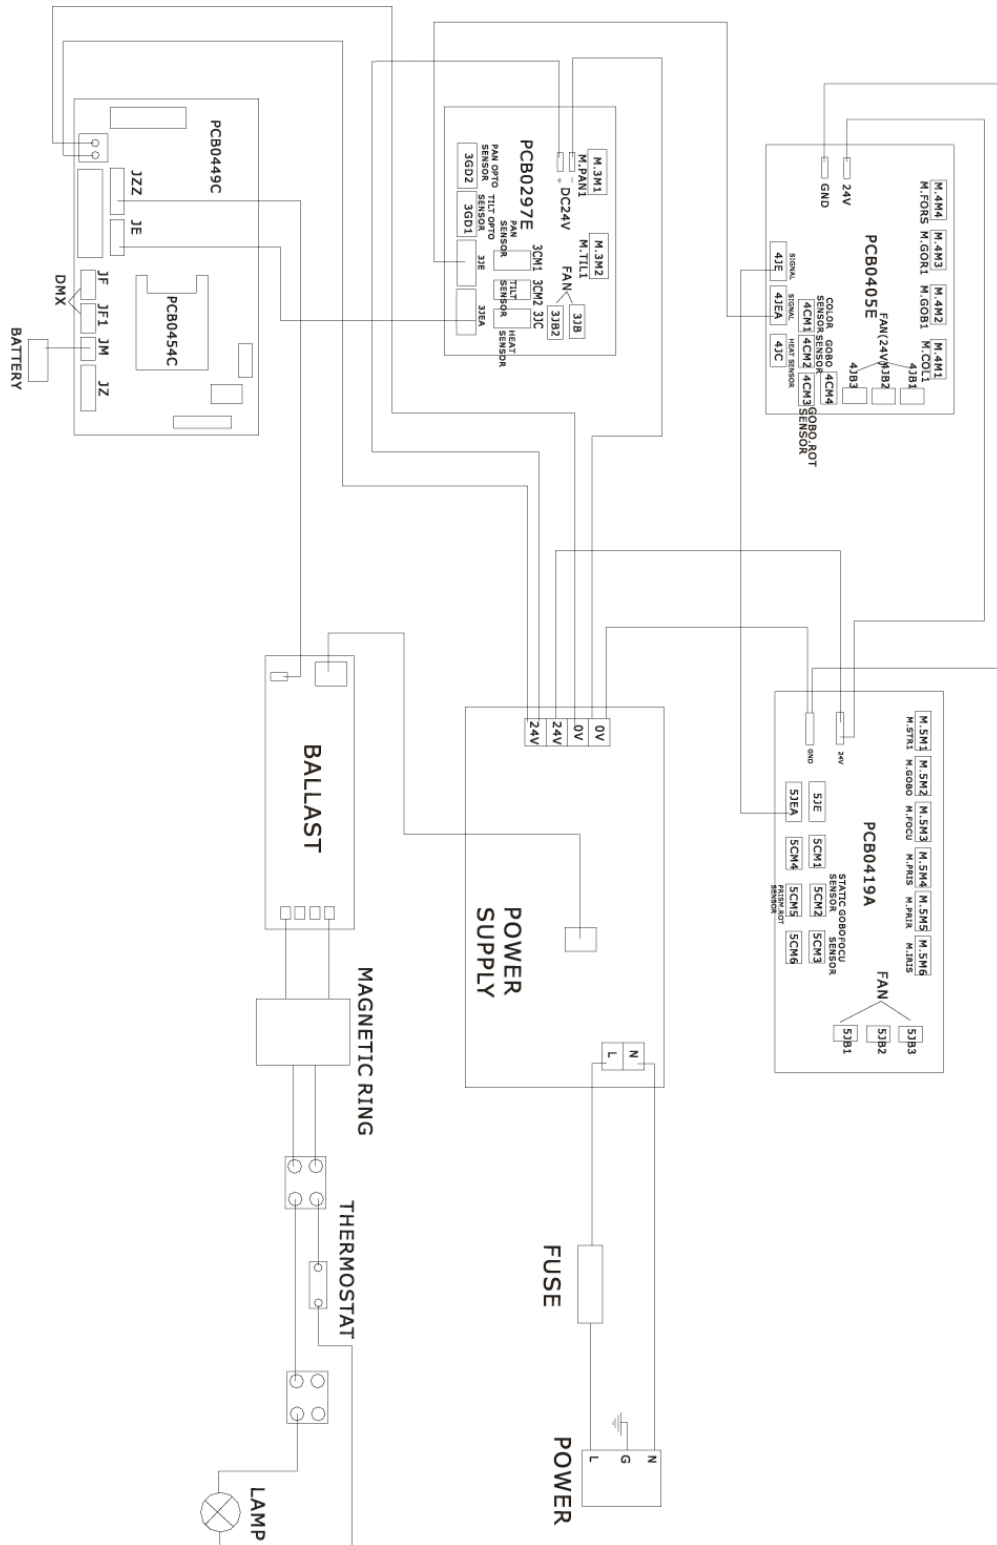 PCB0449C
JZZ
JE
JF
DMX
JF1
JM
JZ
BATTERY
PCB0454C
PCB0297E
M.3M1
M.PAN1
- DC24V +
M.3M2
M.TIL1
FAN
3JB
3JB2
3GD2
PAN OPTO
SENSOR
3GD1
TILT OPTO
SENSOR
3JE
3JEA
3CM1
PAN
SENSOR
3CM2
TILT
SENSOR
3JC
HEAT
SENSOR
PCB0405E
24V
GND
M.4M4
M.FORS
M.4M3
M.GOR1
M.4M2
M.GOB1
M.4M1
M.COL1
FAN(24V)
4JB1
4JB2
4JB3
4JE
SIGNAL
4JEA
SIGNAL
4JC
HEAT SENSOR
4CM1
COLOR
SENSOR
4CM2
GOBO
SENSOR
4CM3
4CM4
GOBO.ROT
SENSOR
PCB0419A
24V
GND
M.5M1
M.STR1
M.5M2
M.GOBO
M.5M3
M.FOCU
M.5M4
M.PRIS
M.5M5
M.PRIR
M.5M6
M.IRIS
5JE
5JEA
5CM1
5CM4
5CM2
STATIC GOBO
SENSOR
5CM5
PRISM.ROT
SENSOR
5CM3
FOCU
SENSOR
5CM6
FAN
5JB1
5JB2
5JB3
BALLAST
24V
24V
0V
0V
POWER
SUPPLY
L
N
MAGNETIC RING
THERMOSTAT
FUSE
LAMP
POWER
L
G
N